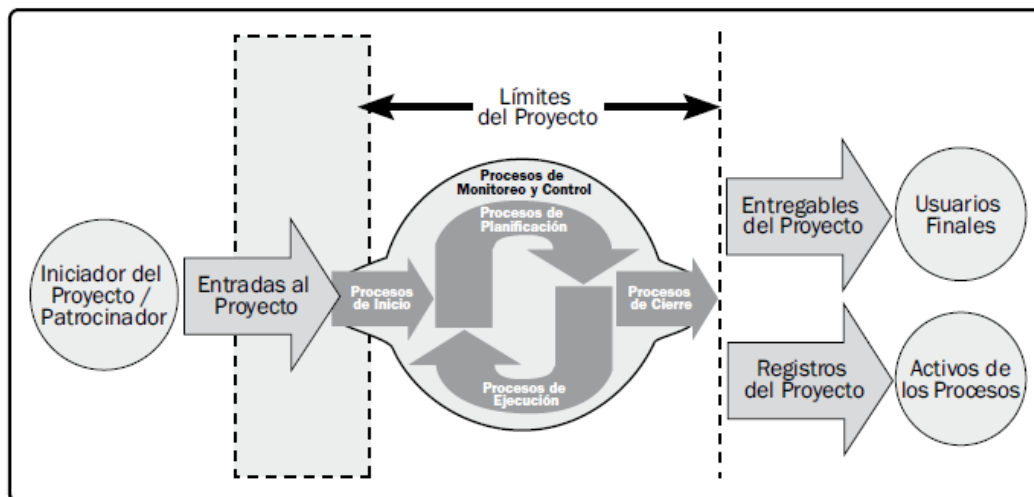 Límites
del Proyecto
Procesos de
Monitoreo y Control
Procesos de
Planificación
Iniciador del
Proyecto /
Patrocinador
Entradas al
Proyecto
Procesos
de Inicio
Procesos
de Cierre
Procesos de
Ejecución
Entregables
del Proyecto
Usuarios
Finales
Registros
del Proyecto
Activos de
los Procesos